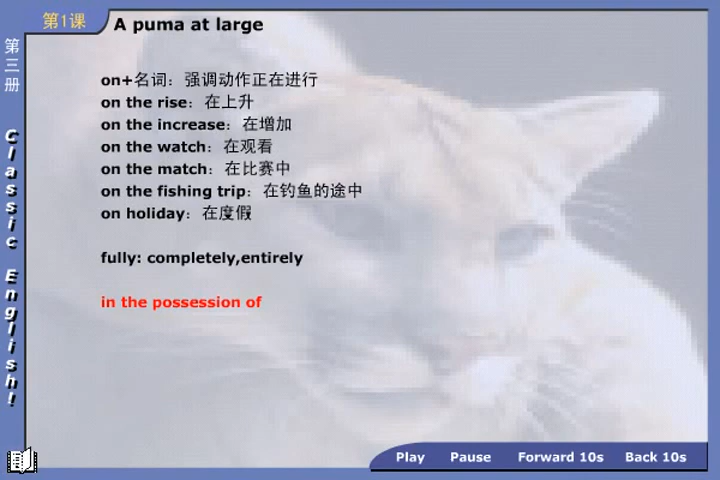 第1课
A puma at large
第三册
Classic English!
on+名词：强调动作正在进行
on the rise：在上升
on the increase：在增加
on the watch：在观看
on the match：在比赛中
on the fishing trip：在钓鱼的途中
on holiday：在度假
fully: completely,entirely
in the possession of
Play Pause Forward 10s Back 10s